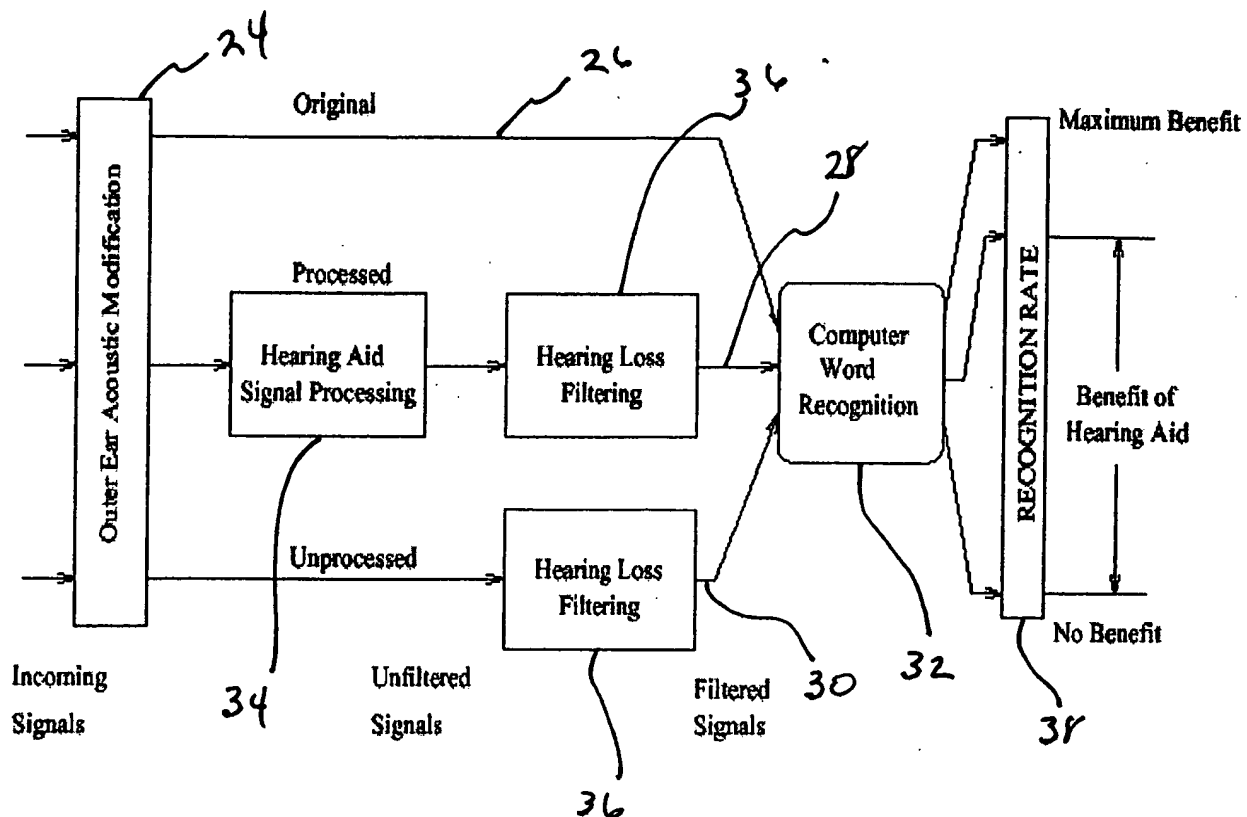 24
Original
26
36
Maximum Benefit
28
Outer Ear Acoustic Modification
Processed
Hearing Aid
Signal Processing
Hearing Loss
Filtering
Computer
Word
Recognition
RECOGNITION RATE
Benefit of
Hearing Aid
Unprocessed
Hearing Loss
Filtering
No Benefit
Incoming
Signals
34
Unfiltered
Signals
36
Filtered
Signals
30
32
38